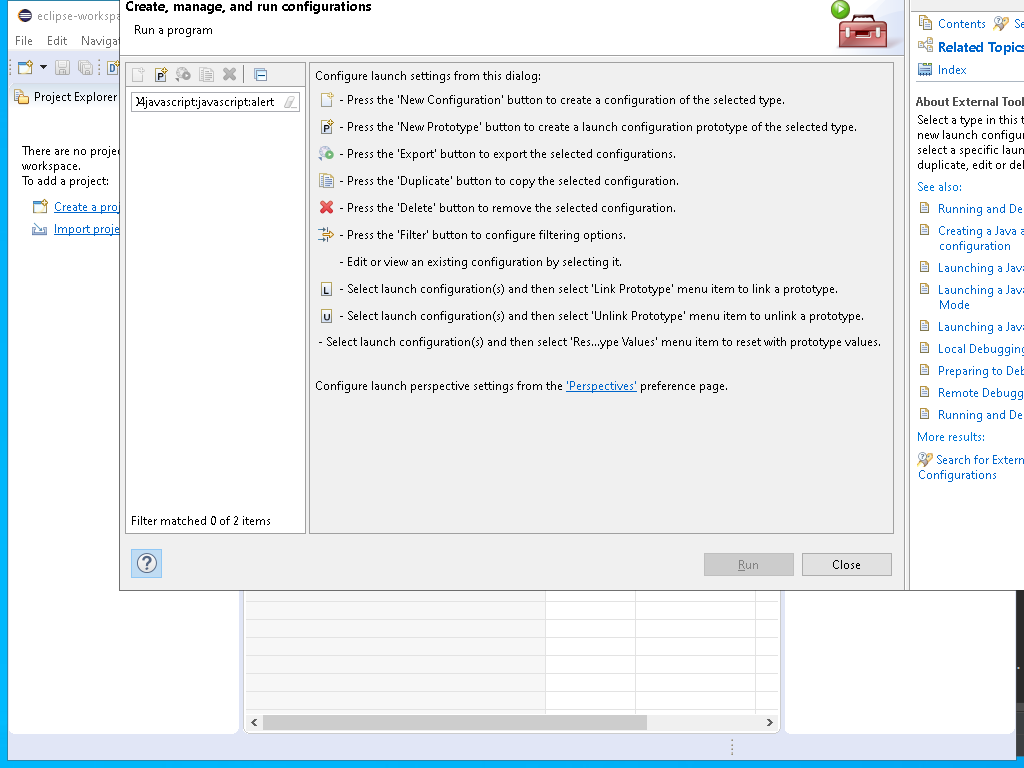 eclipse-workspa
File Edit Navigat
Project Explorer
There are no projec
workspace.
To add a project:
Create a proj
Import proje
Create, manage, and run configurations
Run a program
javascript:javascript:alert
Filter matched 0 of 2 items
Configure launch settings from this dialog:
- Press the 'New Configuration' button to create a configuration of the selected type.
- Press the 'New Prototype' button to create a launch configuration prototype of the selected type.
- Press the 'Export' button to export the selected configurations.
- Press the 'Duplicate' button to copy the selected configuration.
- Press the 'Delete' button to remove the selected configuration.
- Press the 'Filter' button to configure filtering options.
- Edit or view an existing configuration by selecting it.
L - Select launch configuration(s) and then select 'Link Prototype' menu item to link a prototype.
U - Select launch configuration(s) and then select 'Unlink Prototype' menu item to unlink a prototype.
- Select launch configuration(s) and then select 'Res...ype Values' menu item to reset with prototype values.
Configure launch perspective settings from the 'Perspectives' preference page.
Run
Close
Contents Se
Related Topics
Index
About External Tool
Select a type in this t
new launch configur
select a specific laun
duplicate, edit or del
See also:
Running and De
Creating a Java a
configuration
Launching a Java
Launching a Java
Mode
Launching a Java
Local Debugging
Preparing to Deb
Remote Debugg
Running and De
More results:
Search for Extern
Configurations